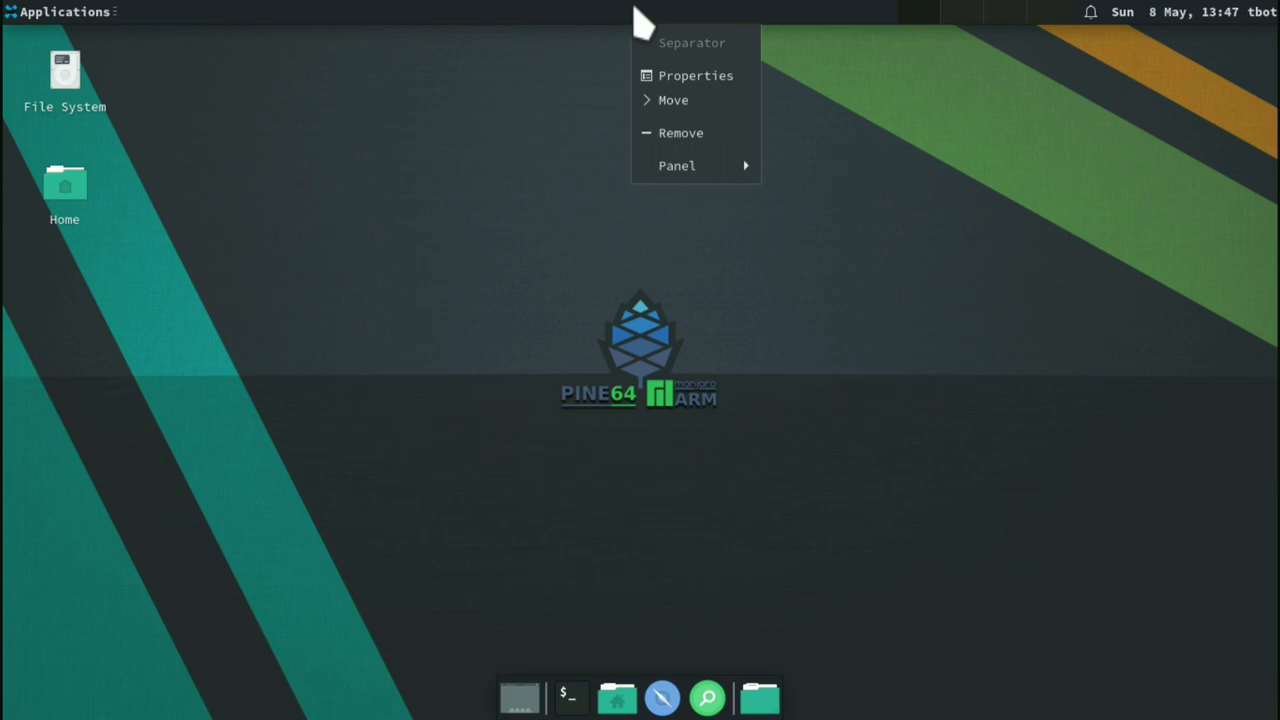 Applications
Sun 8 May, 13:47 tbot
Separator
Properties
Move
Remove
Panel
File System
Home
PINE64 manjaro
ARM
$_